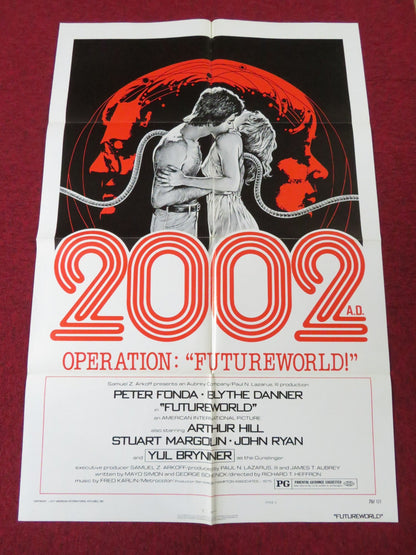 2002 A.D.
OPERATION: "FUTUREWORLD!"
Samuel Z. Arkoff presents an Aubrey Company/Paul N. Lazarus, III production
PETER FONDA · BLYTHE DANNER
in "FUTUREWORLD"
an AMERICAN INTERNATIONAL PICTURE
also starring ARTHUR HILL
STUART MARGOLIN · JOHN RYAN
and YUL BRYNNER as the Gunslinger
executive producer SAMUEL Z. ARKOFF · produced by PAUL N. LAZARUS, III and JAMES T. AUBREY
written by MAYO SIMON and GEORGE SCHENCK · directed by RICHARD T. HEFFRON
music by FRED KARLIN/Metrocolor
PG PARENTAL GUIDANCE SUGGESTED
"FUTUREWORLD"